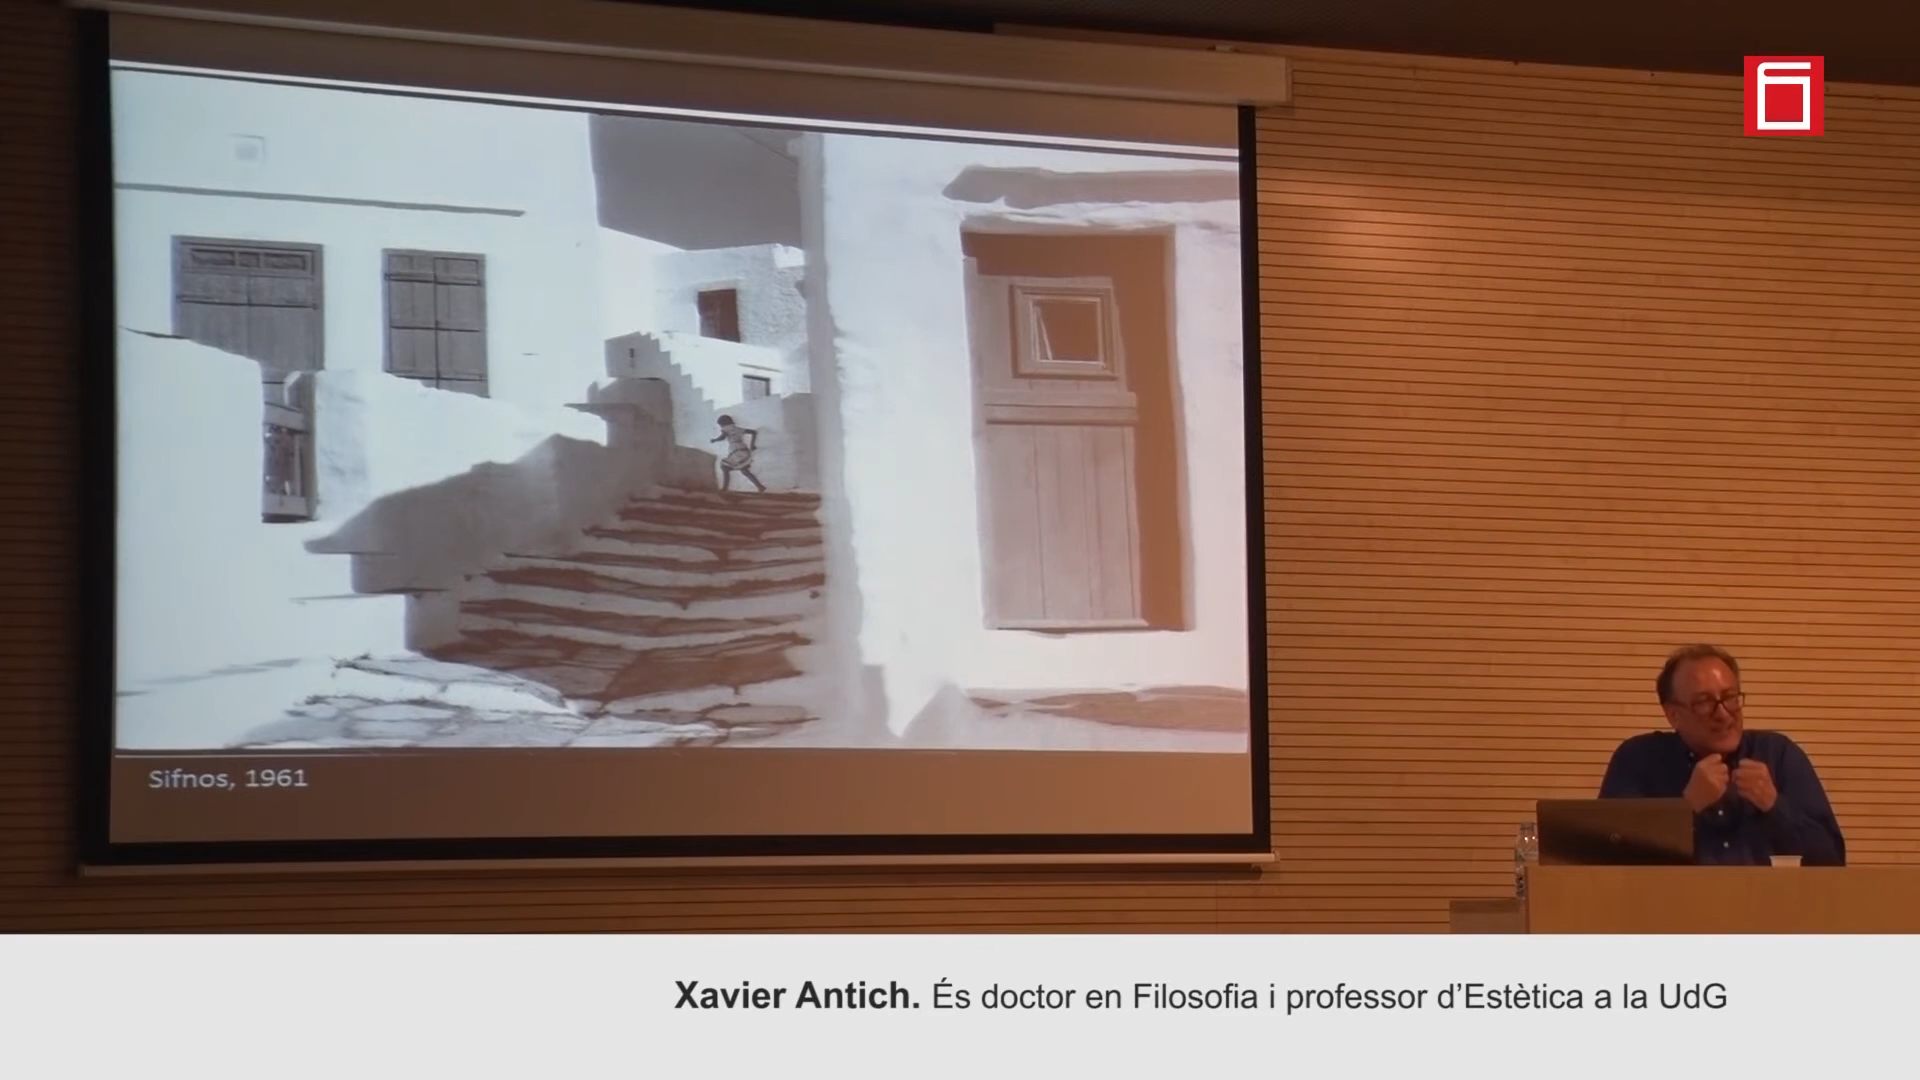 Sifnos, 1961
Xavier Antich. És doctor en Filosofia i professor d’Estètica a la UdG